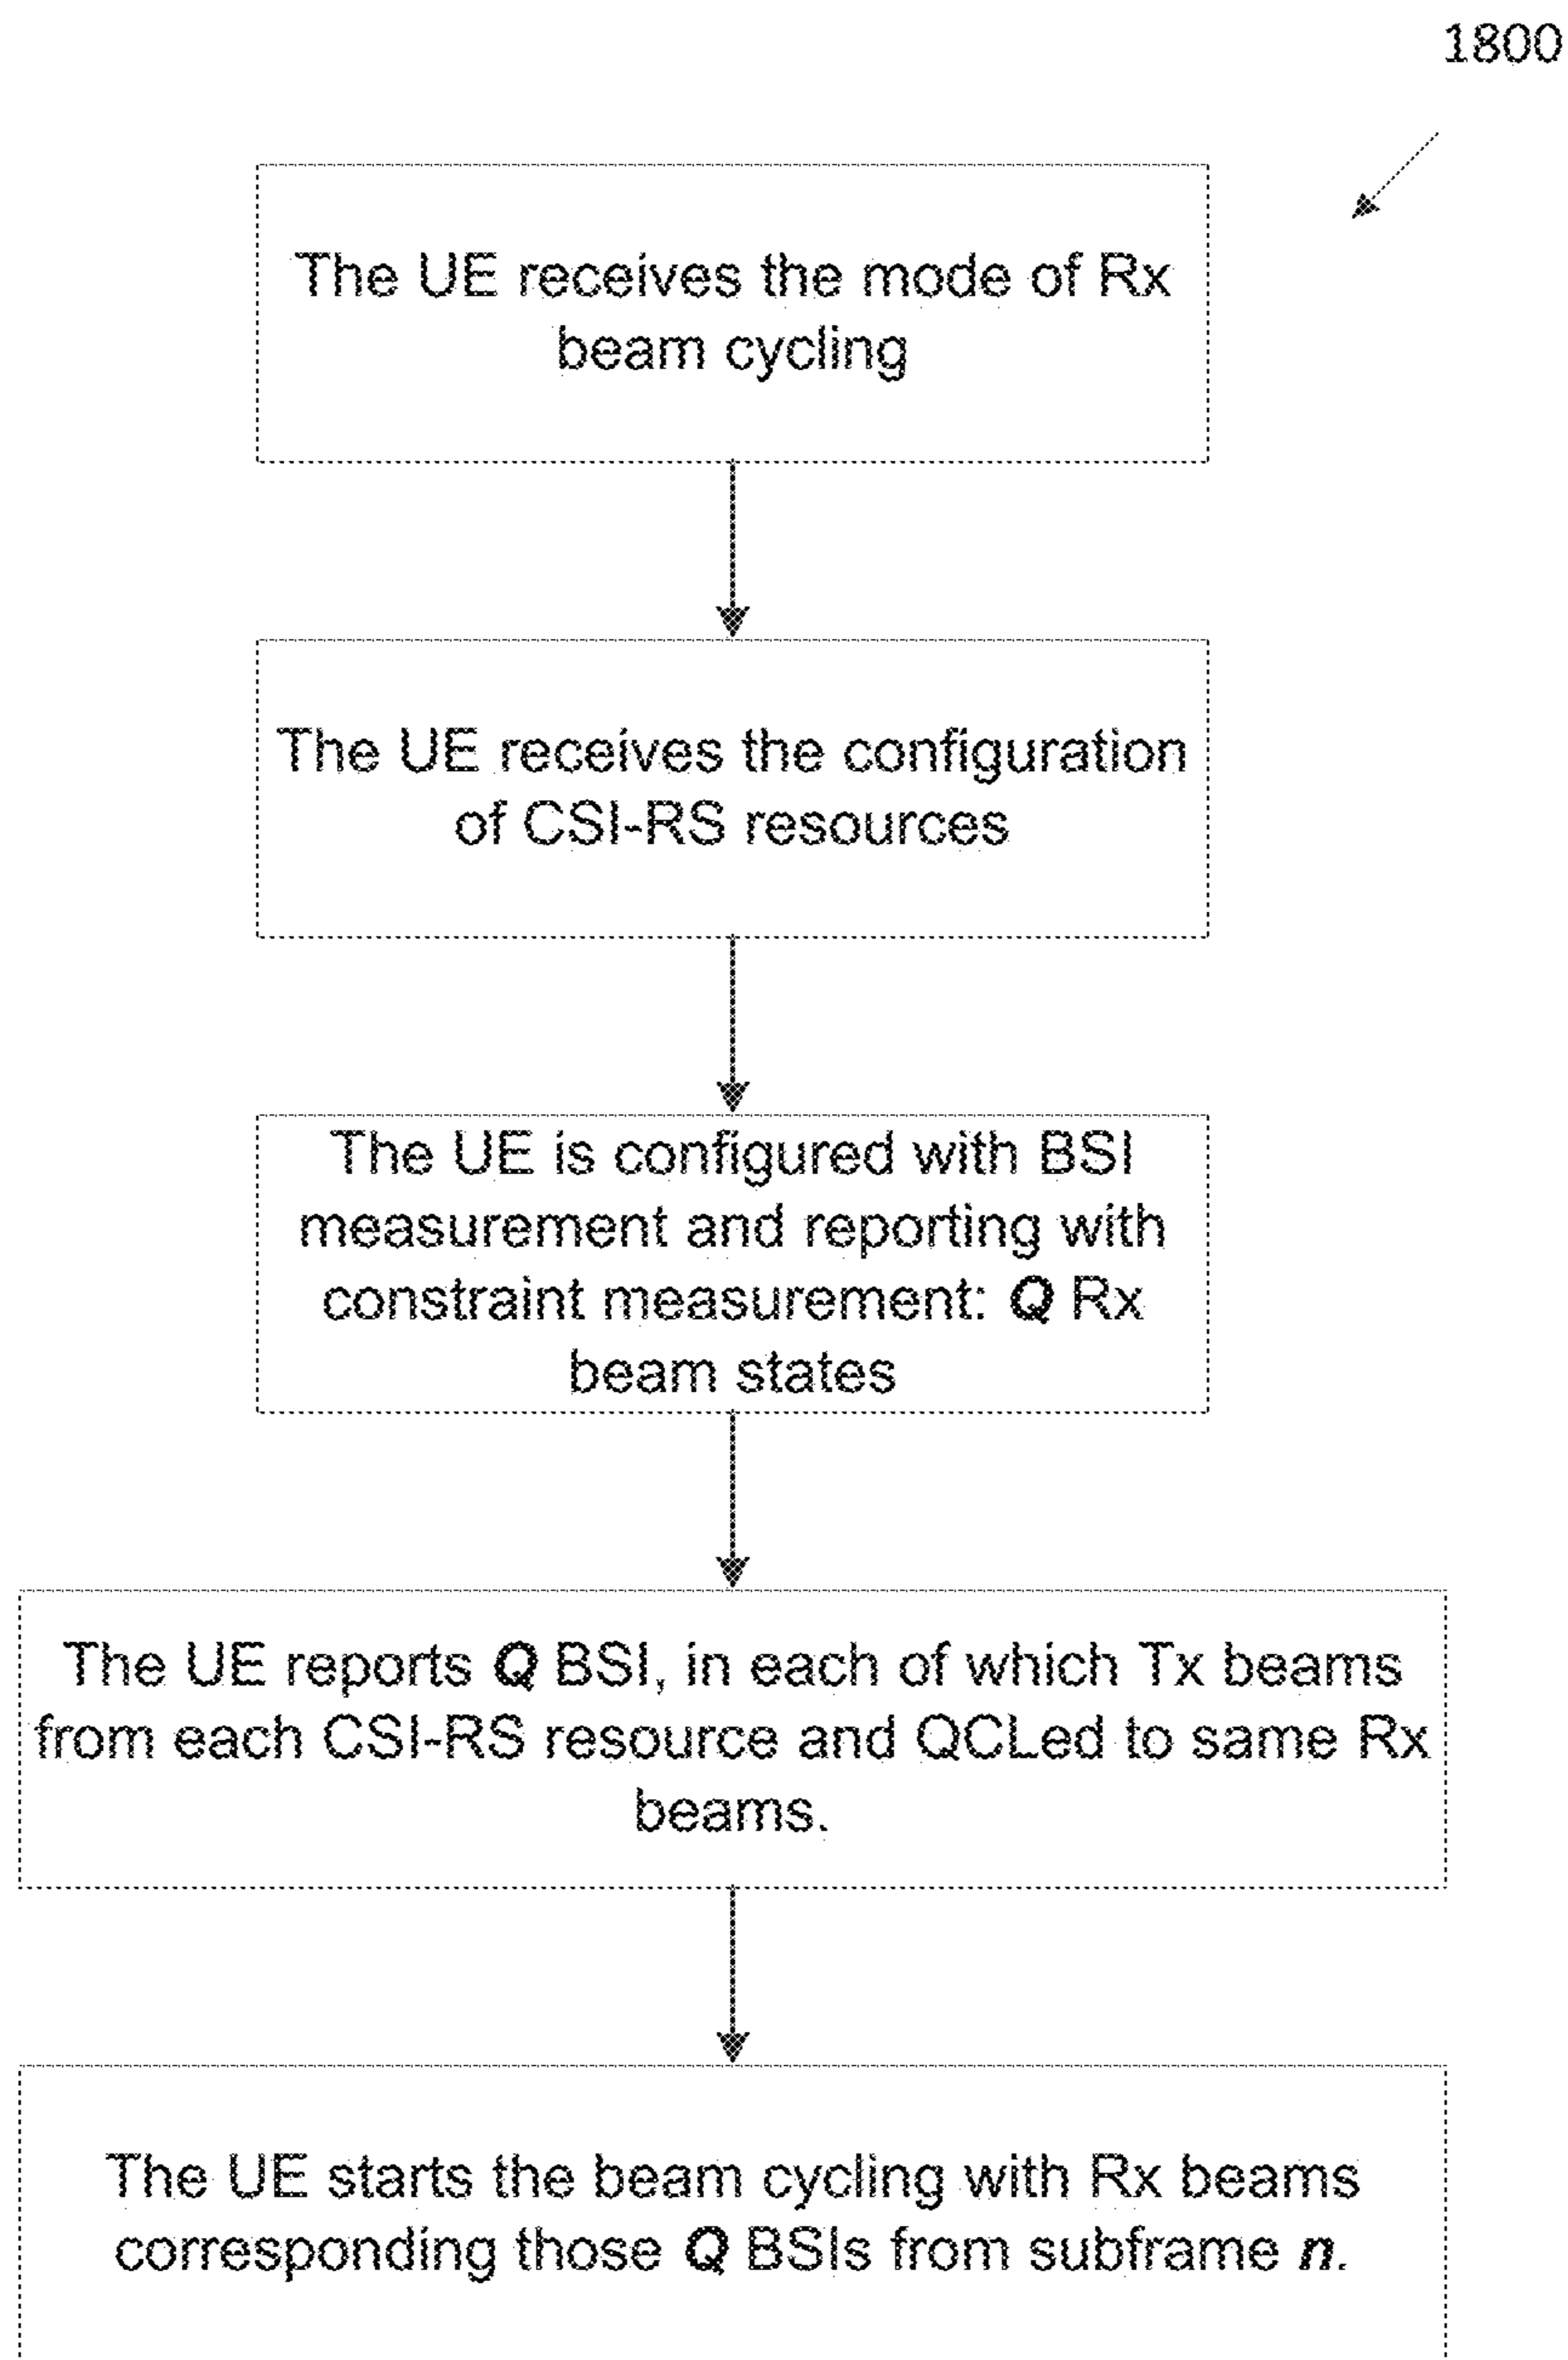 1800
The UE receives the mode of Rx
beam cycling
The UE receives the configuration
of CSI-RS resources
The UE is configured with BSI
measurement and reporting with
constraint measurement: Q Rx
beam states
The UE reports Q BSI, in each of which Tx beams
from each CSI-RS resource and QCLed to same Rx
beams.
The UE starts the beam cycling with Rx beams
corresponding those Q BSIs from subframe n.